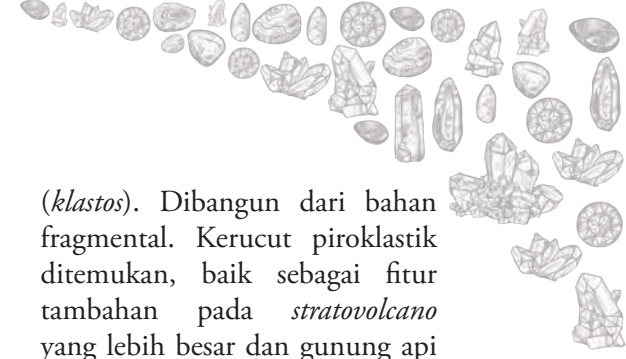 (klastos). Dibangun dari bahan
fragmental. Kerucut piroklastik
ditemukan, baik sebagai fitur
tambahan pada stratovolcano
yang lebih besar dan gunung api